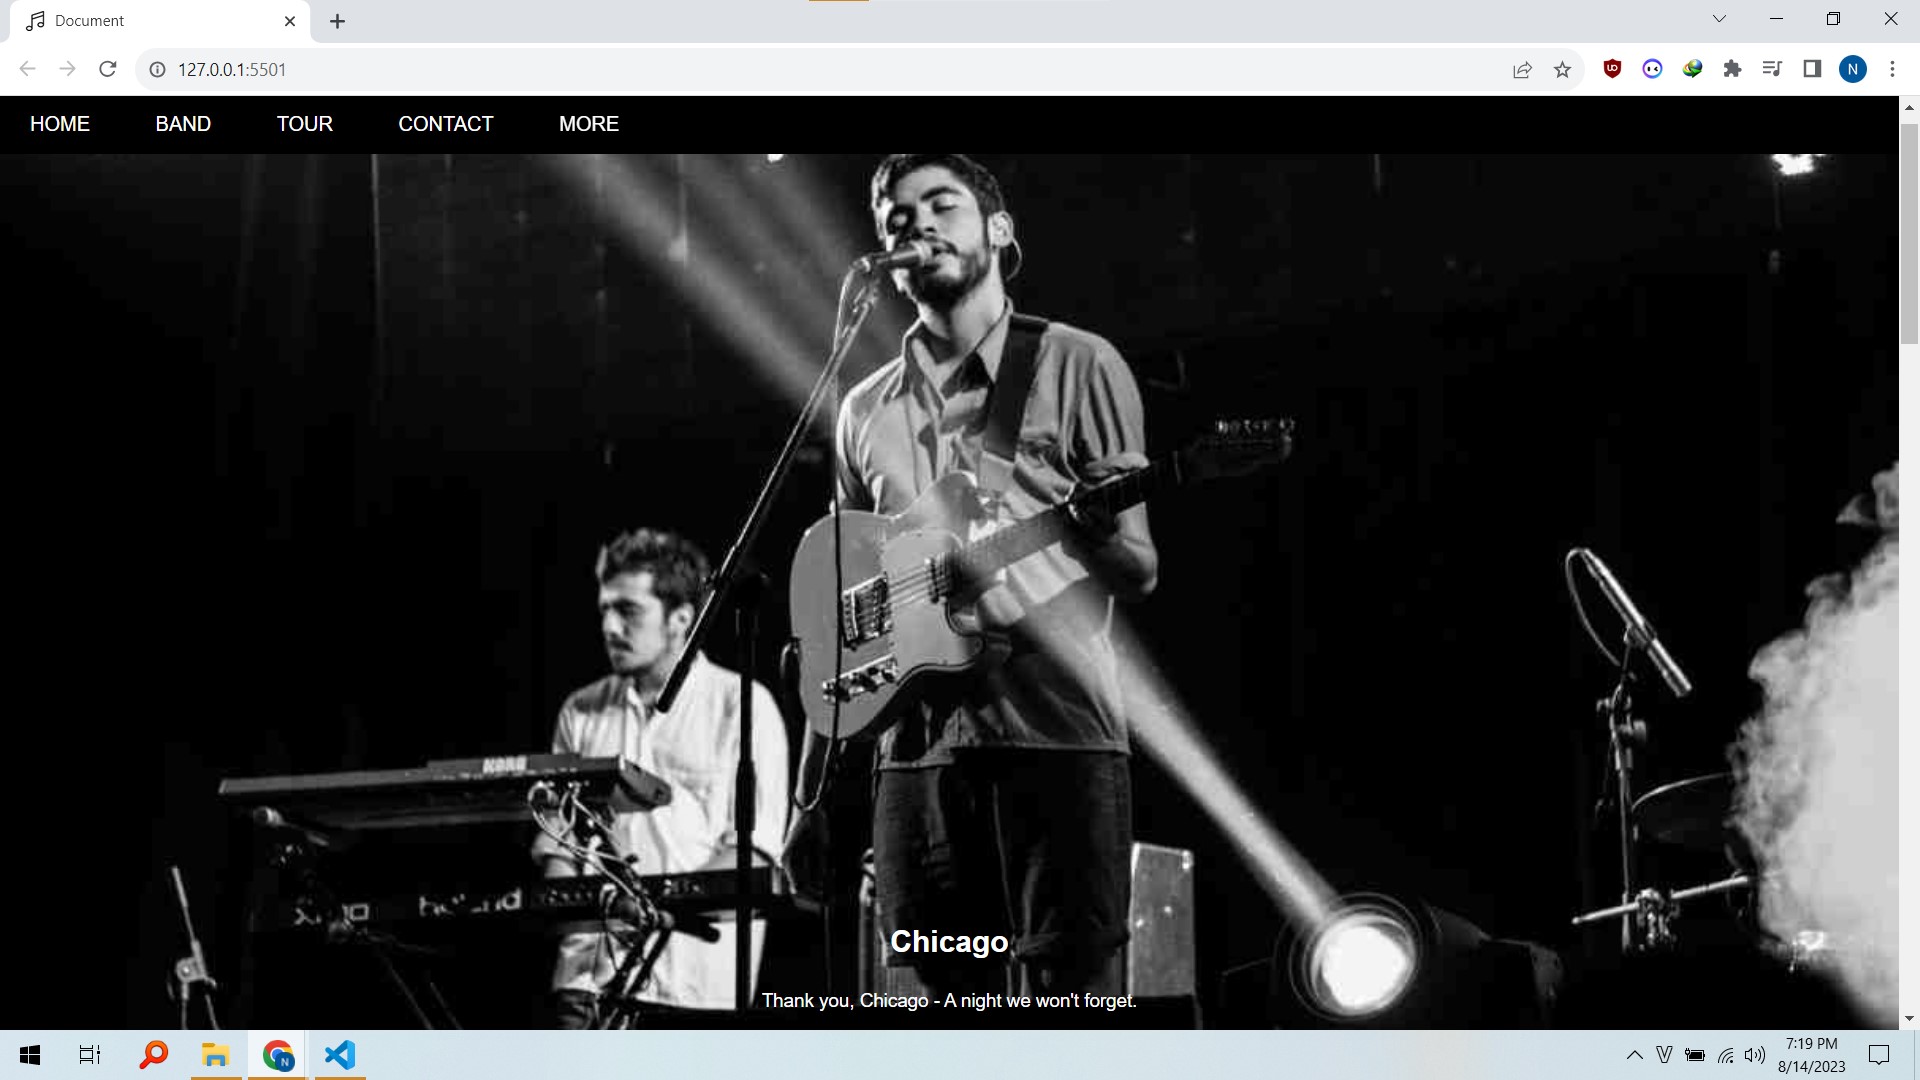 Document
127.0.0.1:5501
N
HOME BAND TOUR CONTACT MORE
KORG
Chicago
Thank you, Chicago - A night we won't forget.
N
7:19 PM
8/14/2023